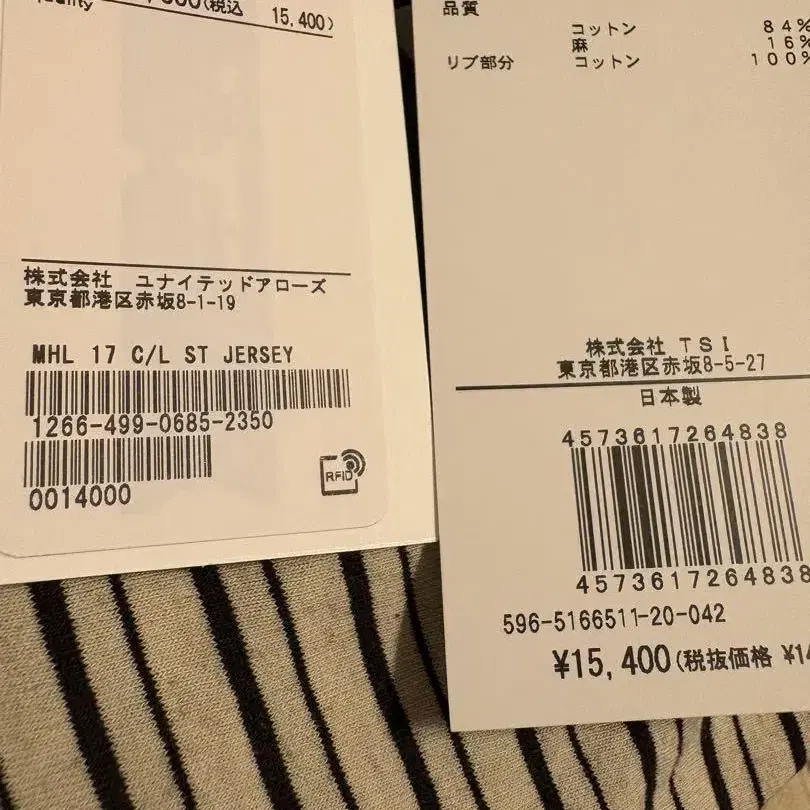 (税込 15,400)
株式会社 ユナイテッドアローズ
東京都港区赤坂8-1-19
MHL 17 C/L ST JERSEY
1266-499-0685-2350
0014000
RFID
品質
コットン 84%
麻 16%
リブ部分 コットン 100%
株式会社 TSI
東京都港区赤坂8-5-27
日本製
4573617264838
4573617264838
596-5166511-20-042
¥15,400(税抜価格 ¥14